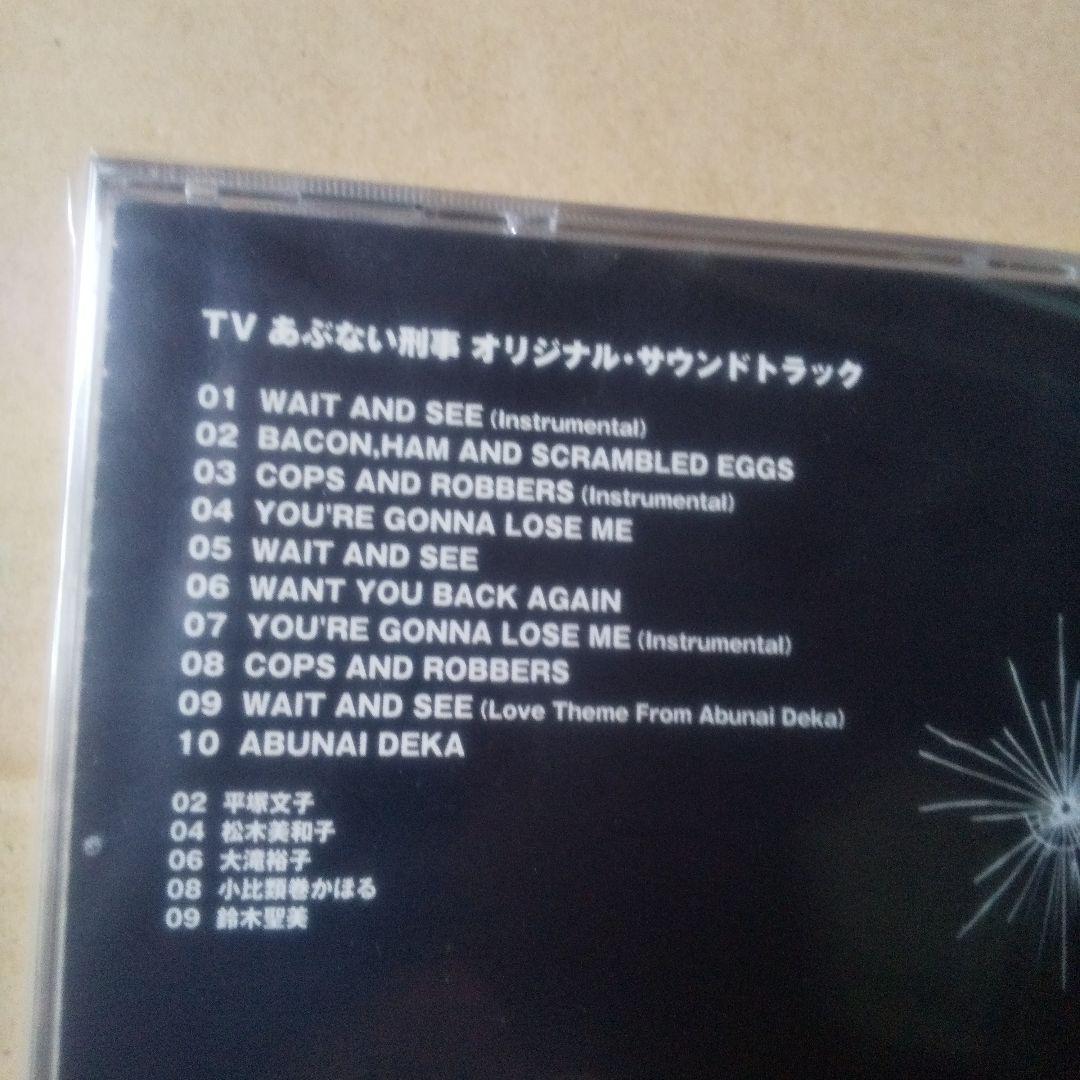 TV あぶない刑事 オリジナル・サウンドトラック
01 WAIT AND SEE (Instrumental)
02 BACON,HAM AND SCRAMBLED EGGS
03 COPS AND ROBBERS (Instrumental)
04 YOU'RE GONNA LOSE ME
05 WAIT AND SEE
06 WANT YOU BACK AGAIN
07 YOU'RE GONNA LOSE ME (Instrumental)
08 COPS AND ROBBERS
09 WAIT AND SEE (Love Theme From Abunai Deka)
10 ABUNAI DEKA
02 平塚文子
04 松木美和子
06 大滝裕子
08 小比類巻かほる
09 鈴木聖美